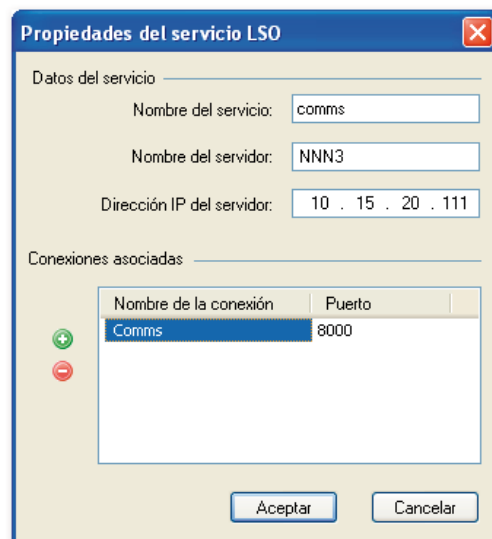 Propiedades del servicio LSO
Datos del servicio
Nombre del servicio: comms
Nombre del servidor: NNN3
Dirección IP del servidor: 10 . 15 . 20 . 111
Conexiones asociadas
Nombre de la conexión Puerto
Comms 8000
Aceptar Cancelar